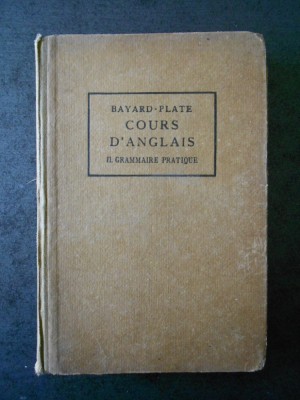 BAYARD-PLATE
COURS
D'ANGLAIS
II. GRAMMAIRE PRATIQUE